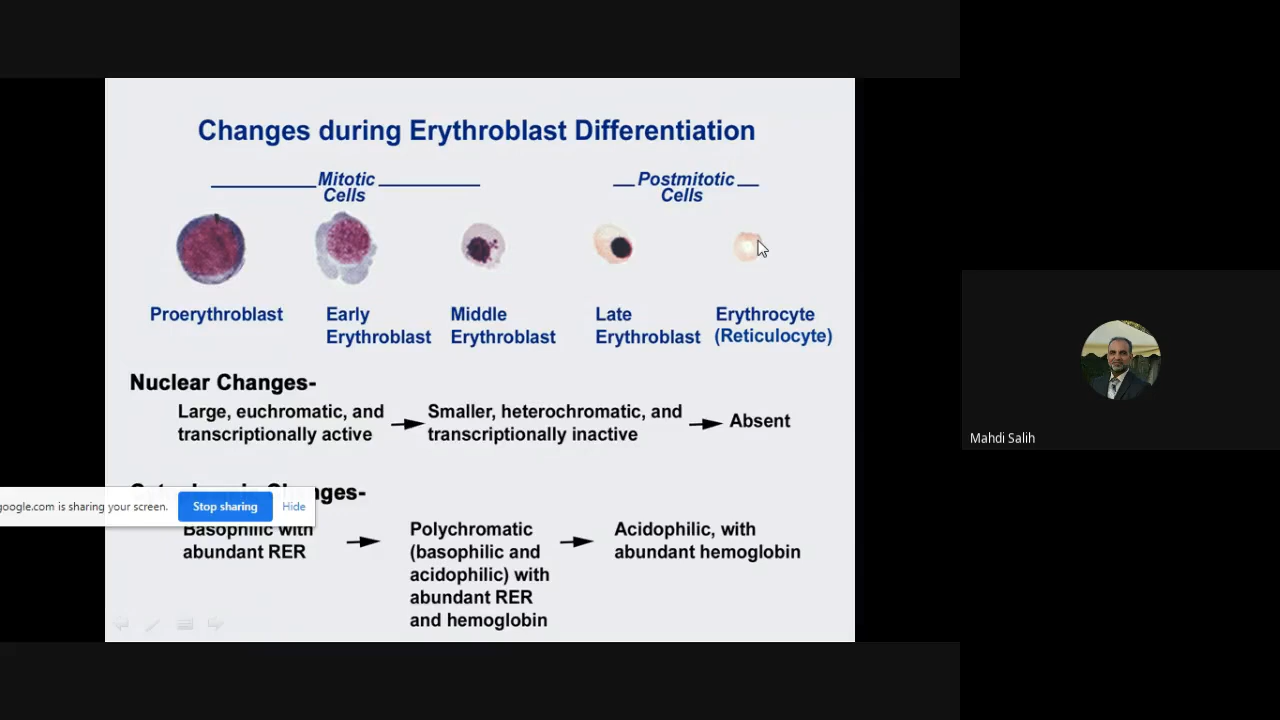 Changes during Erythroblast Differentiation
Mitotic
Cells
Postmitotic
Cells
Proerythroblast
Early
Erythroblast
Middle
Erythroblast
Late
Erythroblast
Erythrocyte
(Reticulocyte)
Nuclear Changes-
Large, euchromatic, and
transcriptionally active
Smaller, heterochromatic, and
transcriptionally inactive
Absent
google.com is sharing your screen.
Stop sharing
Hide
Basophilic with
abundant RER
Polychromatic
(basophilic and
acidophilic) with
abundant RER
and hemoglobin
Acidophilic, with
abundant hemoglobin
Mahdi Salih